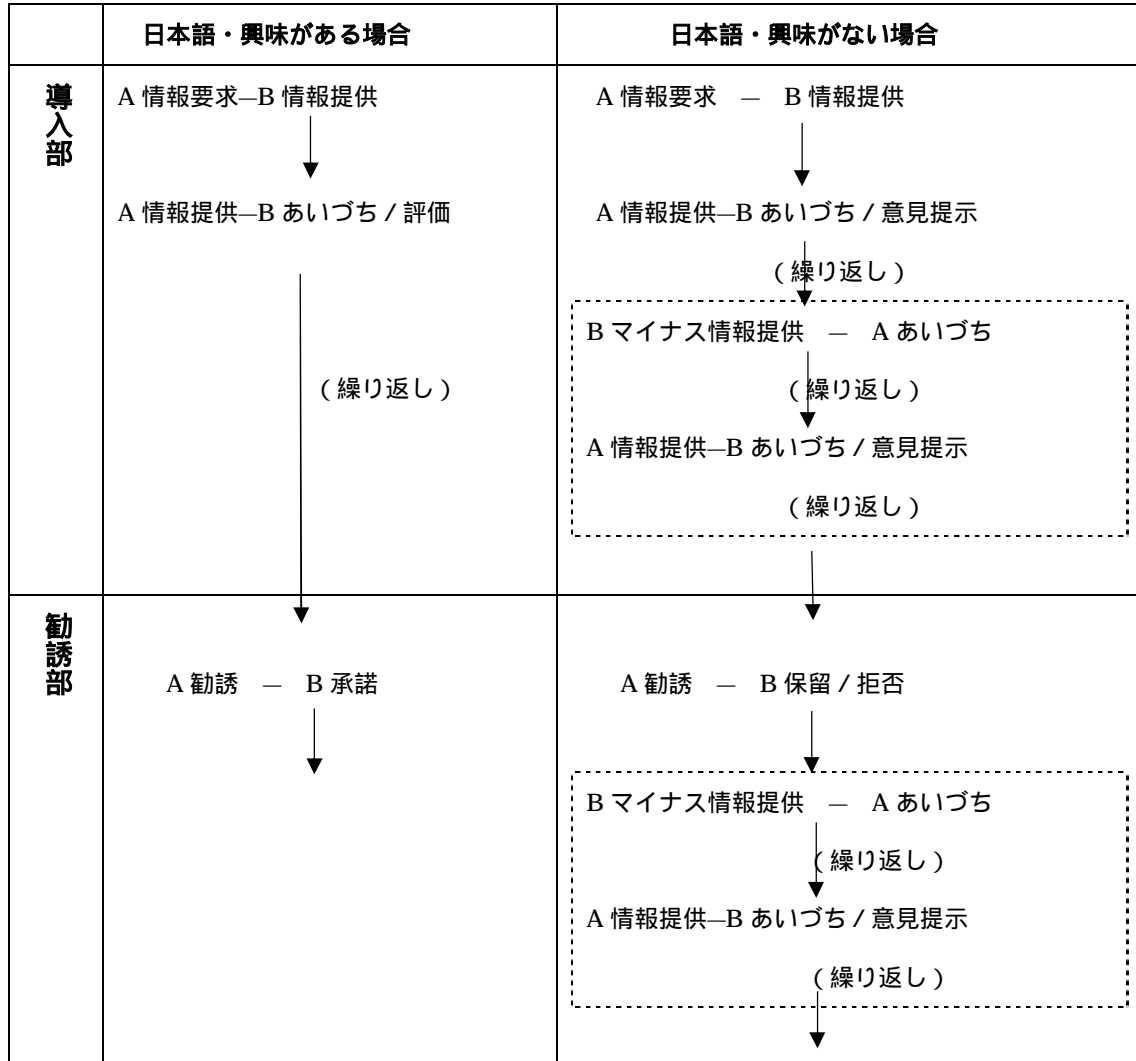 日本語・興味がある場合
日本語・興味がない場合
導入部
A 情報要求―B 情報提供
A 情報提供―B あいづち / 評価
(繰り返し)
A 情報要求 ― B 情報提供
A 情報提供―B あいづち / 意見提示
(繰り返し)
B マイナス情報提供 ― A あいづち
(繰り返し)
A 情報提供―B あいづち / 意見提示
(繰り返し)
勧誘部
A 勧誘 ― B 承諾
A 勧誘 ― B 保留 / 拒否
B マイナス情報提供 ― A あいづち
(繰り返し)
A 情報提供―B あいづち / 意見提示
(繰り返し)